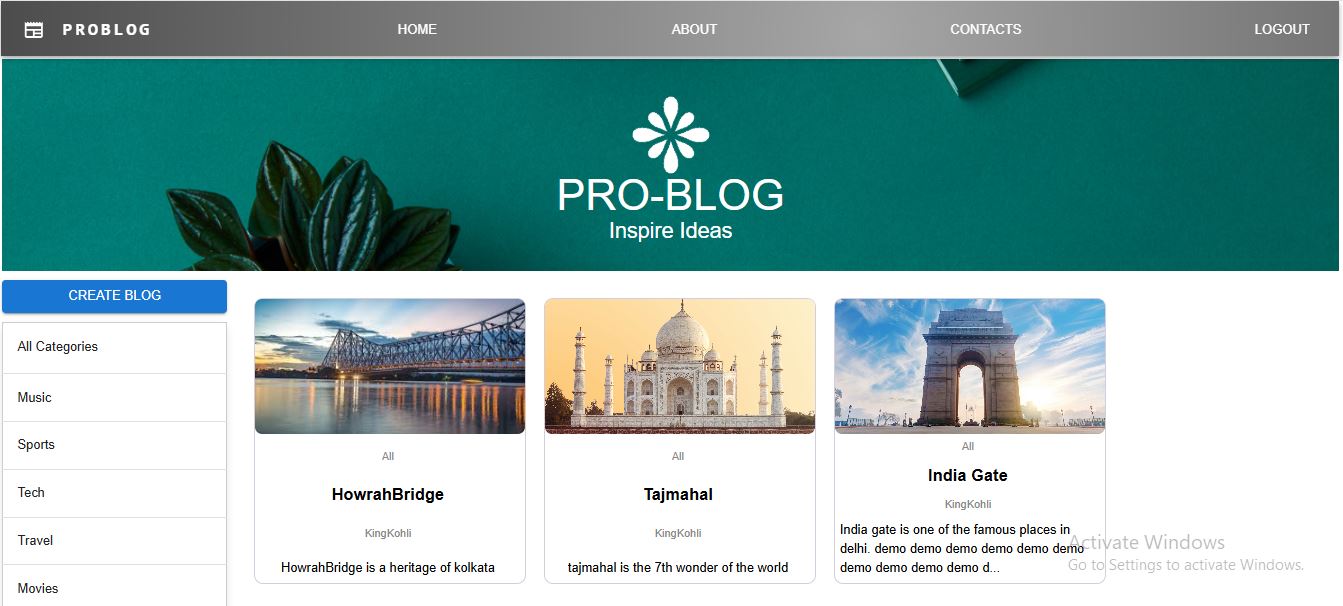 PROBLOG
HOME
ABOUT
CONTACTS
LOGOUT
PRO-BLOG
Inspire Ideas
CREATE BLOG
All Categories
Music
Sports
Tech
Travel
Movies
All
HowrahBridge
KingKohli
HowrahBridge is a heritage of kolkata
All
Tajmahal
KingKohli
tajmahal is the 7th wonder of the world
All
India Gate
KingKohli
India gate is one of the famous places in
delhi. demo demo demo demo demo demo
demo demo demo demo d...
Activate Windows
Go to Settings to activate Windows.